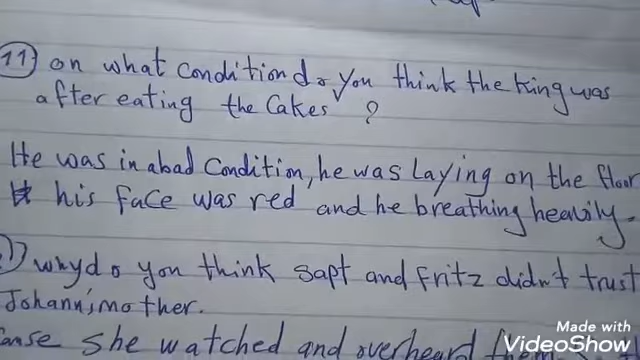 11) on what condition do you think the king was
after eating the Cakes ?
He was in abad condition, he was laying on the floor
his face was red and he breathing heavily.
) why do you think sapt and fritz didn't trust
Johann's mother.
she watched and overheard
Made with
VideoShow